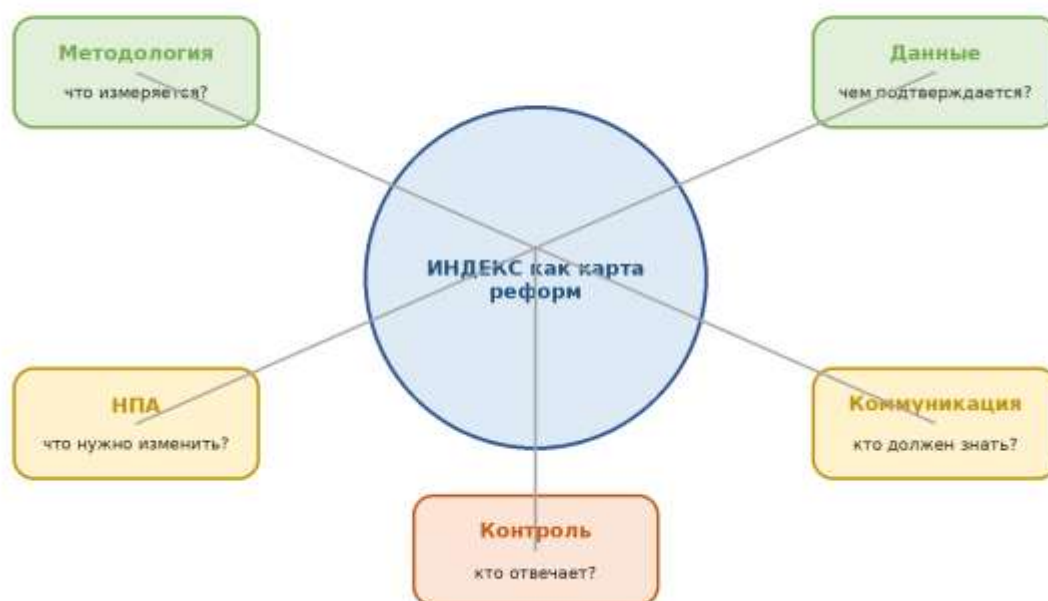 Методология
что измеряется?
Данные
чем подтверждается?
ИНДЕКС как карта
реформ
НПА
что нужно изменить?
Коммуникация
кто должен знать?
Контроль
кто отвечает?